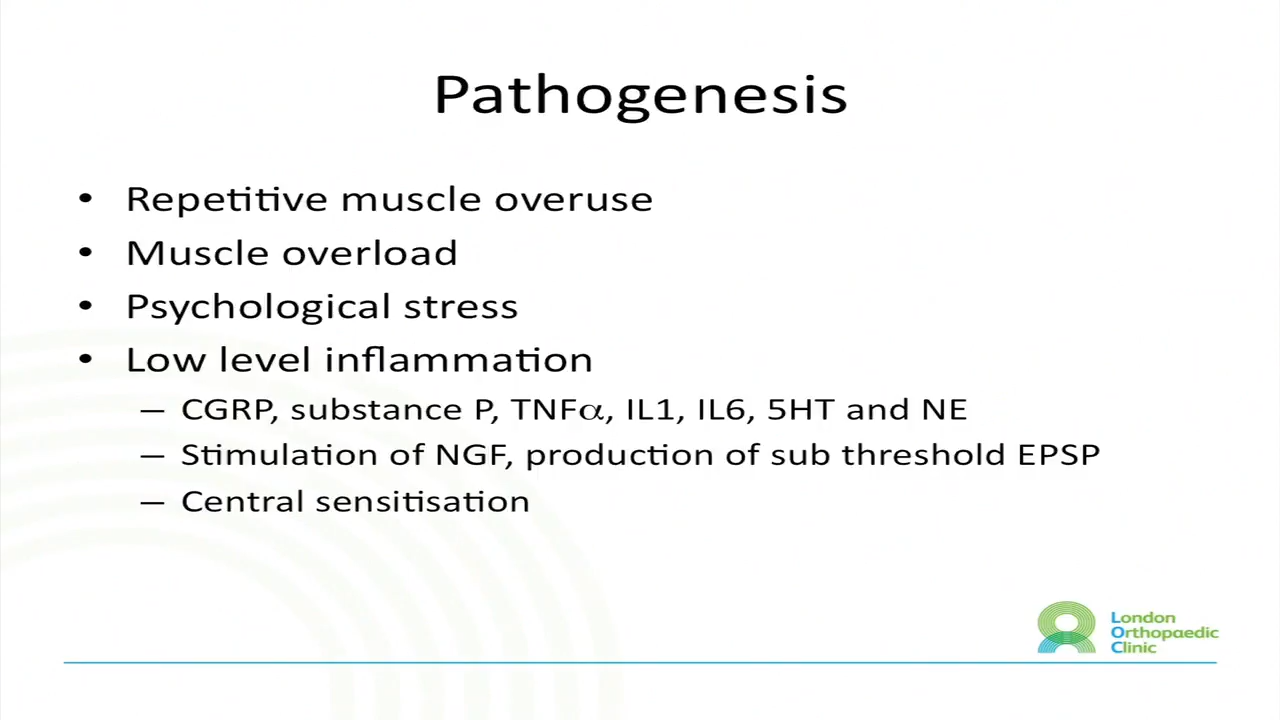 Pathogenesis
• Repetitive muscle overuse
• Muscle overload
• Psychological stress
• Low level inflammation
– CGRP, substance P, TNFα, IL1, IL6, 5HT and NE
– Stimulation of NGF, production of sub threshold EPSP
– Central sensitisation
London
Orthopaedic
Clinic